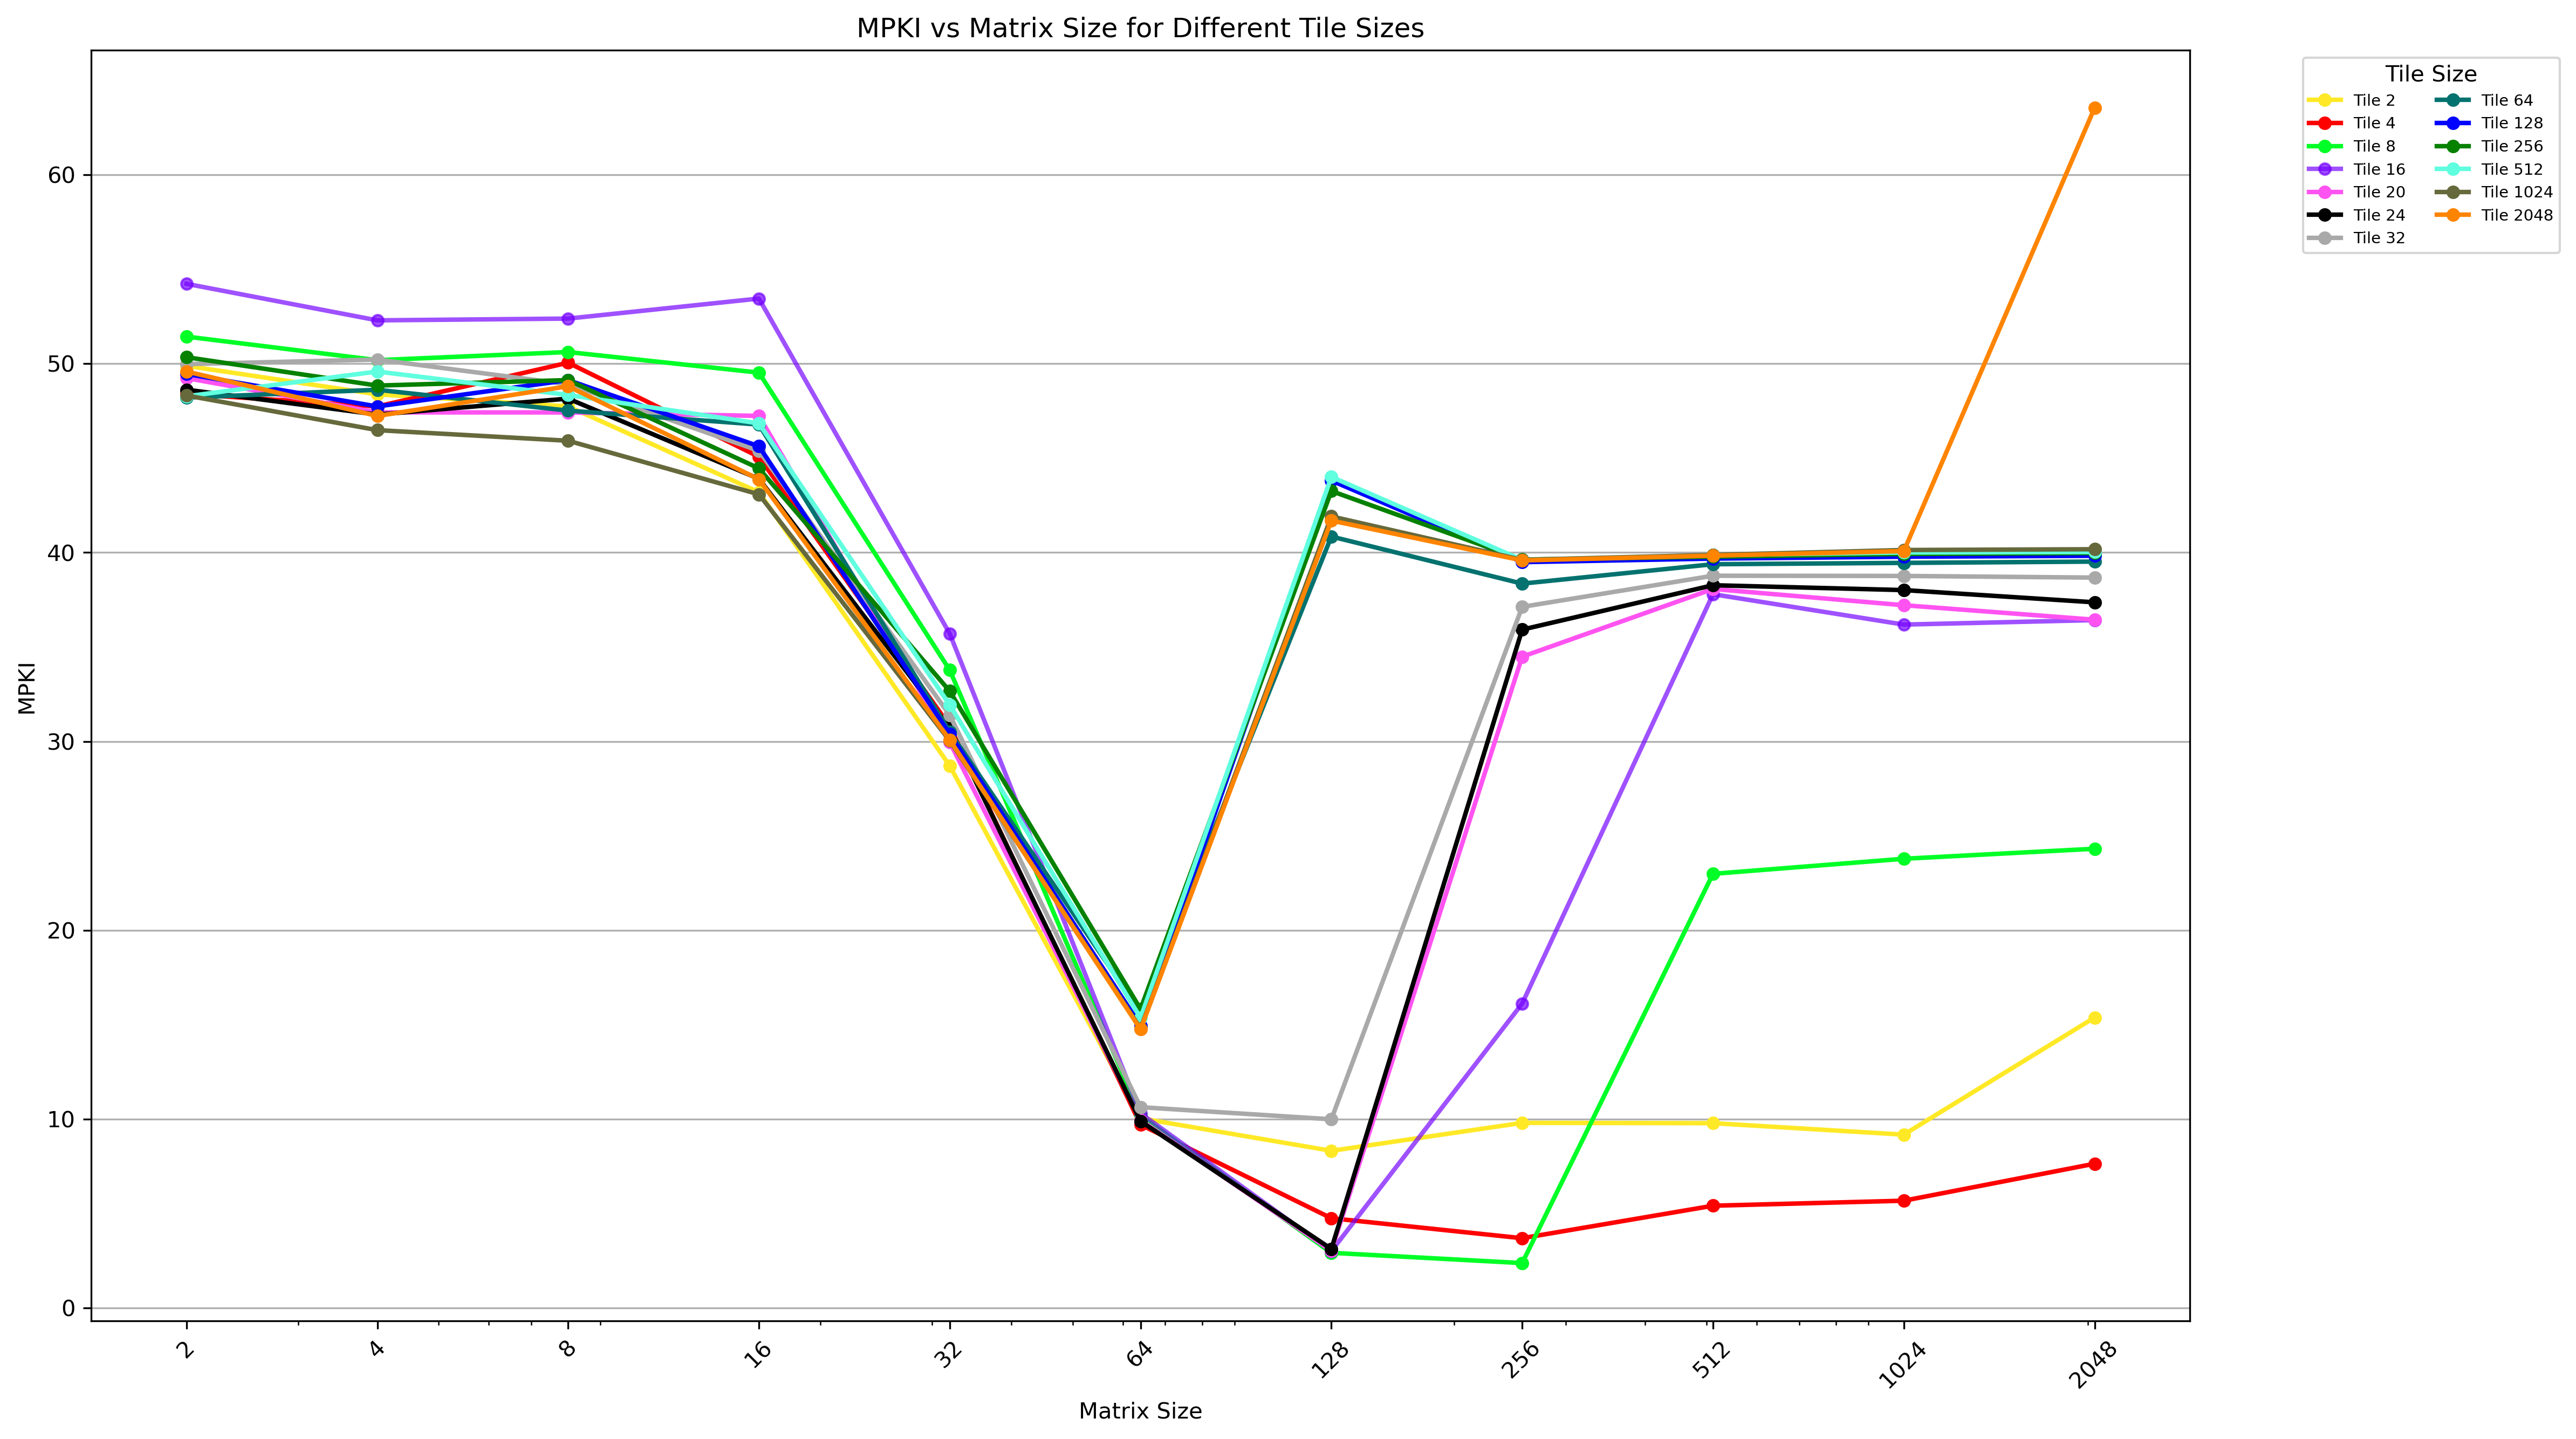 MPKI vs Matrix Size for Different Tile Sizes
Tile Size
Tile 2
Tile 4
Tile 8
Tile 16
Tile 20
Tile 24
Tile 32
Tile 64
Tile 128
Tile 256
Tile 512
Tile 1024
Tile 2048
MPKI
60
50
40
30
20
10
0
2
4
8
16
32
64
128
256
512
1024
2048
Matrix Size